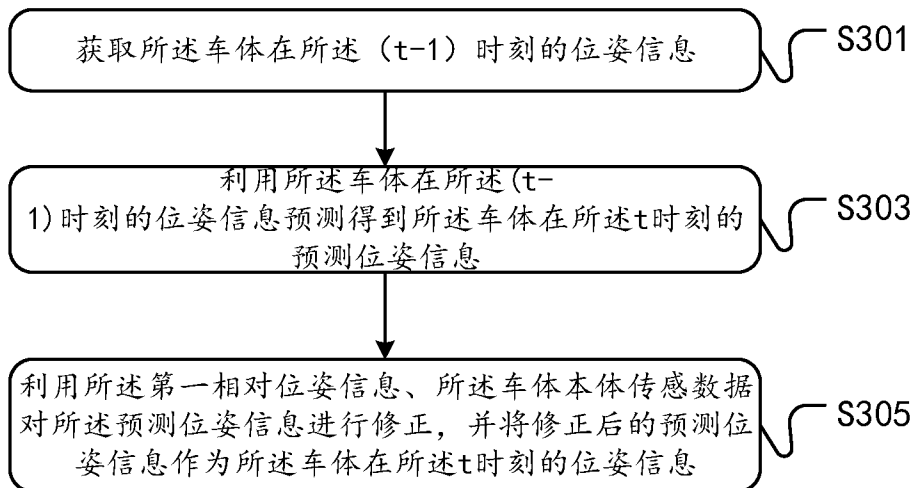 获取所述车体在所述（t-1）时刻的位姿信息
S301
利用所述车体在所述(t-
1)时刻的位姿信息预测得到所述车体在所述t时刻的
预测位姿信息
S303
利用所述第一相对位姿信息、所述车体本体传感数据
对所述预测位姿信息进行修正，并将修正后的预测位
姿信息作为所述车体在所述t时刻的位姿信息
S305